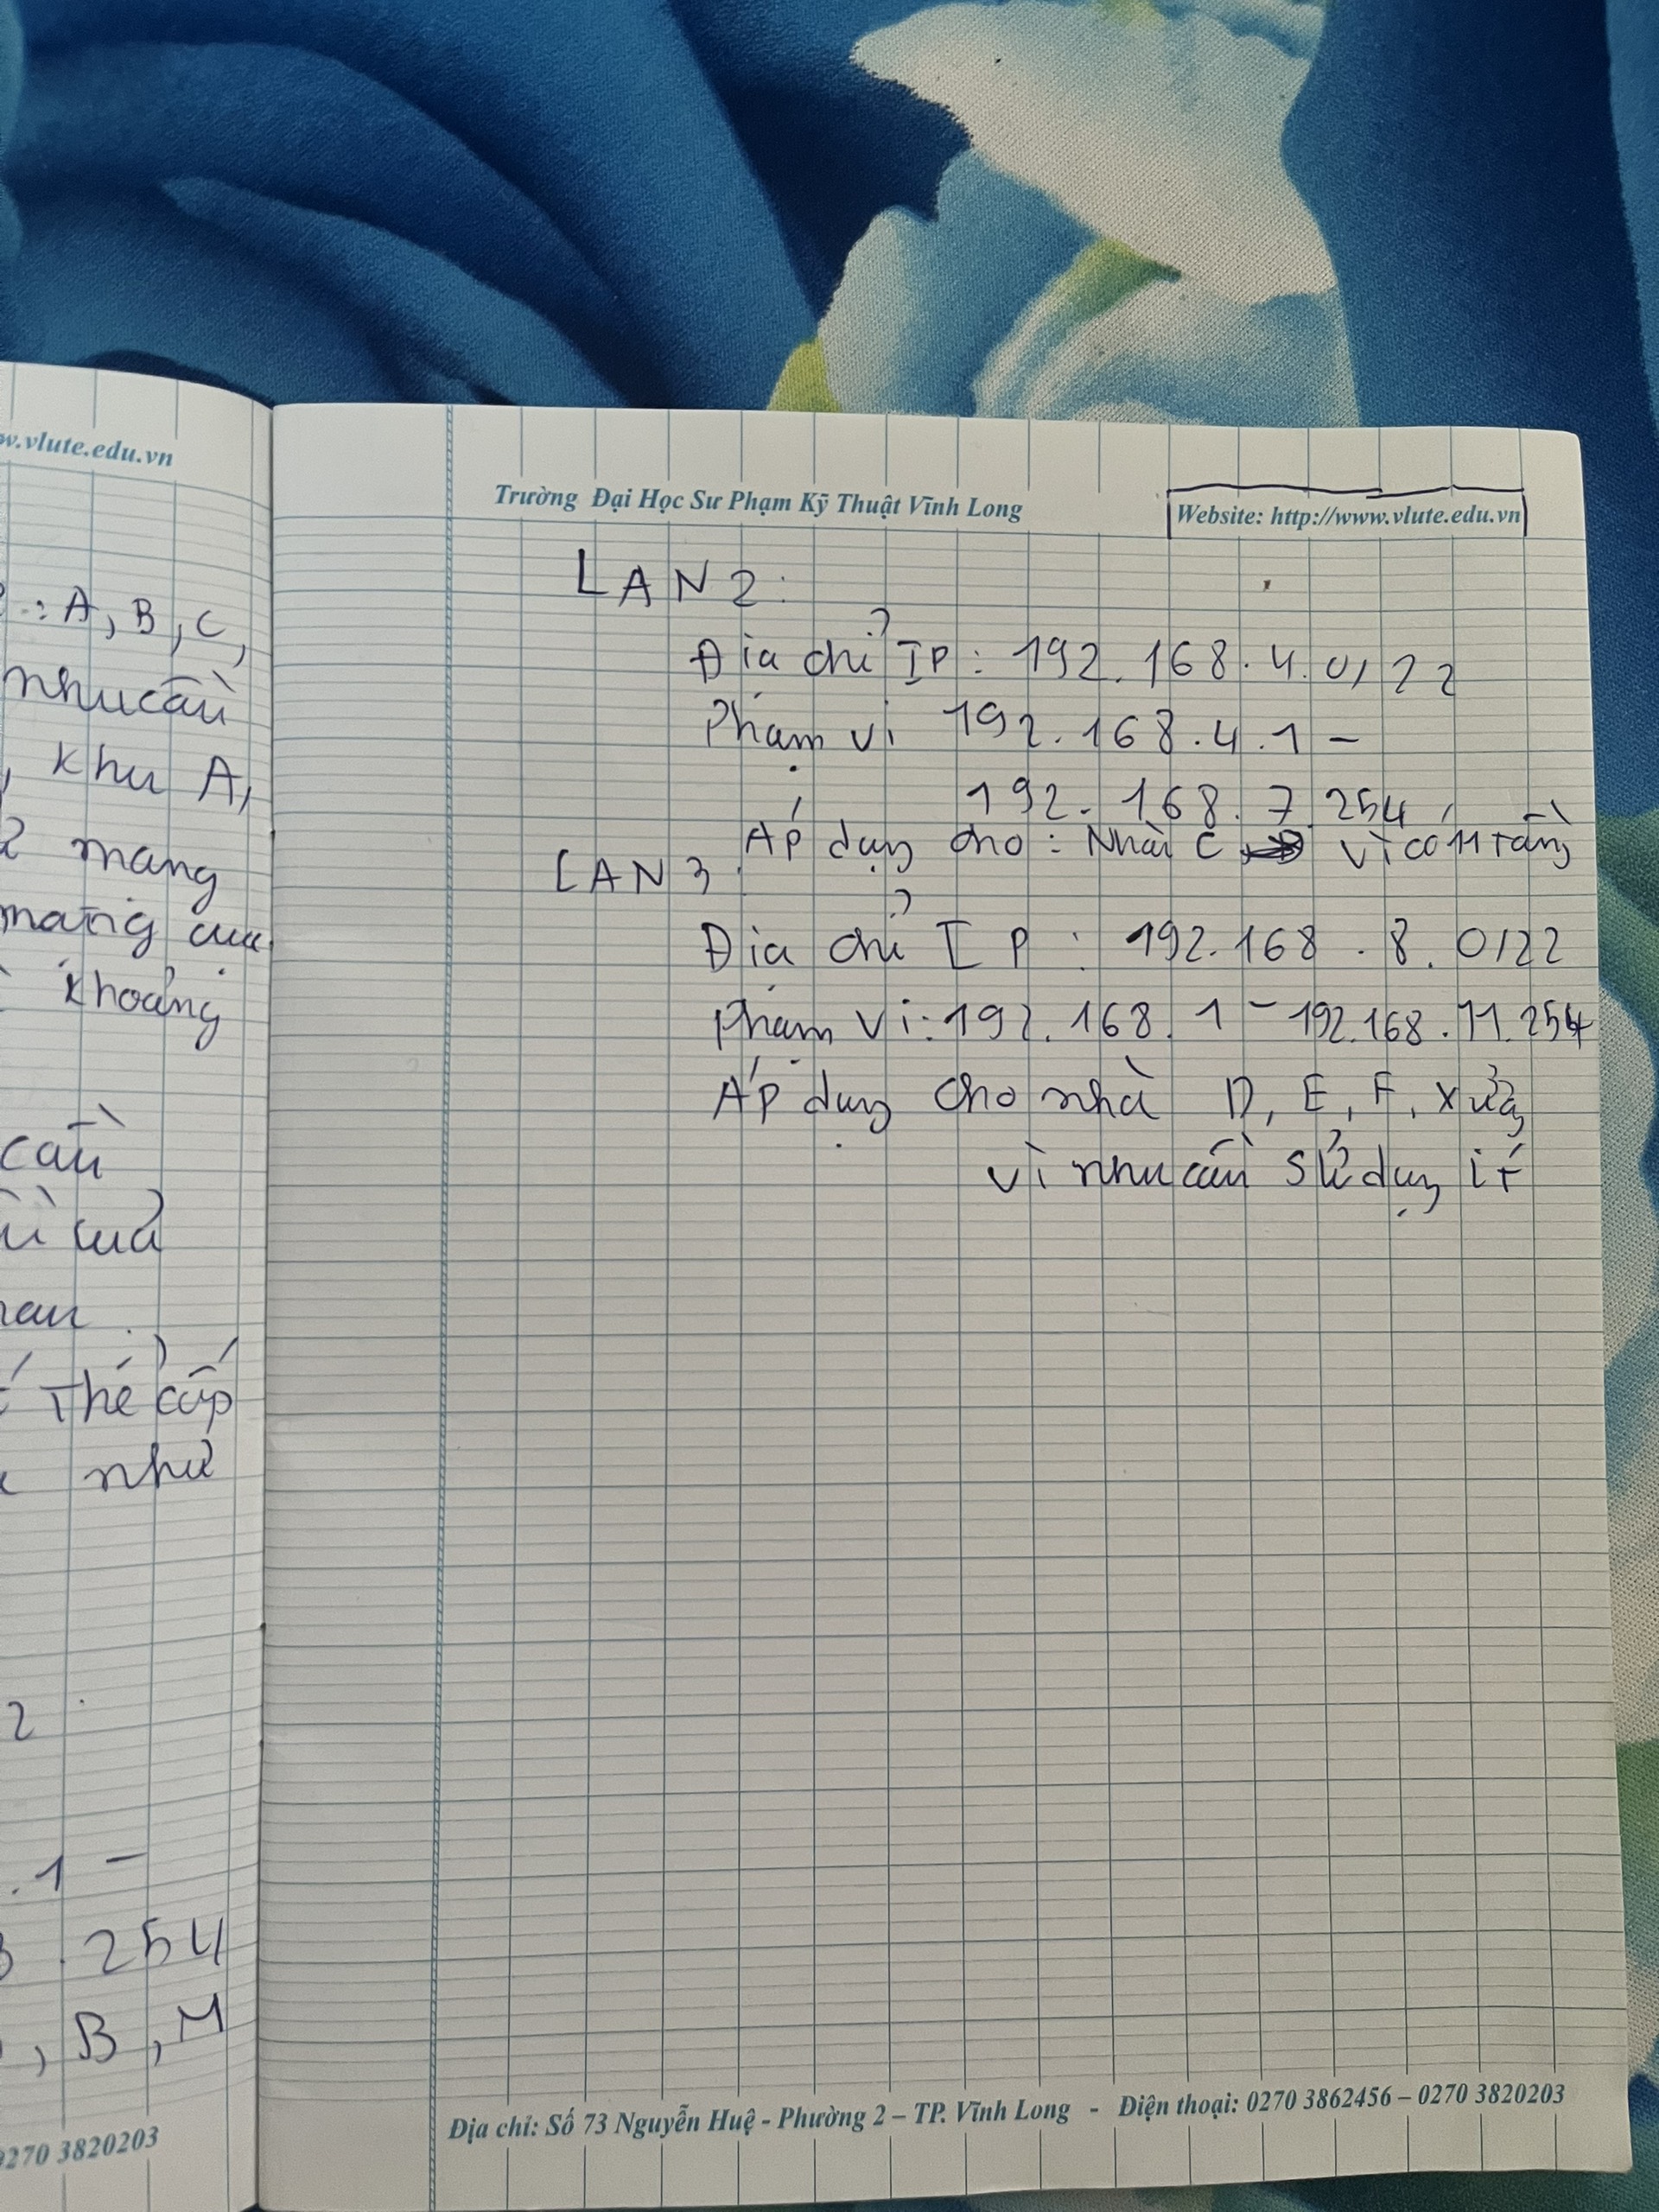 w.vlute.edu.vn
: A, B, C,
nhu cầu
, khu A,
2 mạng
mạng của
khoảng
cầu
của
Thể cấp
như
2
.1 -
3.254
, B, M
0270 3820203
Trường Đại Học Sư Phạm Kỹ Thuật Vĩnh Long Website: http://www.vlute.edu.vn
LAN 2:
Địa chỉ IP: 192.168.4.0/22
Phạm vi 192.168.4.1 -
192.168.7.254
Áp dụng cho: Nhà C vì có 11 tầng
LAN 3
Địa chỉ IP: 192.168.8.0/22
Phạm vi: 192.168.1 - 192.168.11.254
Áp dụng cho nhà D, E, F, xưởng
vì nhu cầu sử dụng ít
Địa chỉ: Số 73 Nguyễn Huệ - Phường 2 – TP. Vĩnh Long - Điện thoại: 0270 3862456 – 0270 3820203